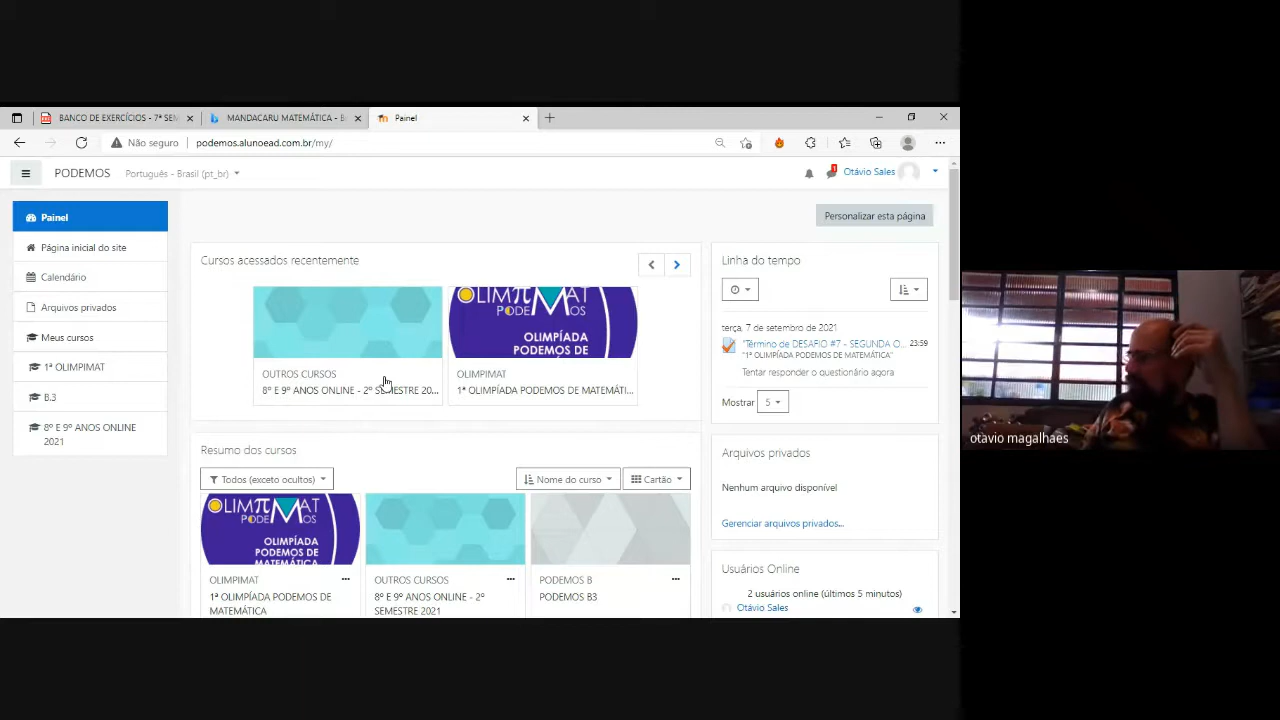 BANCO DE EXERCÍCIOS - 7ª SEM
MANDACARU MATEMÁTICA - B
Painel
Não seguro
podemos.alunoead.com.br/my/
PODEMOS
Português - Brasil (pt_br)
1
Otávio Sales
Painel
Página inicial do site
Calendário
Arquivos privados
Meus cursos
1ª OLIMPIMAT
B.3
8º E 9º ANOS ONLINE
2021
Personalizar esta página
Cursos acessados recentemente
OLIMπMAT
PODEMOS
OLIMPÍADA
PODEMOS DE
OUTROS CURSOS
8º E 9º ANOS ONLINE - 2º SEMESTRE 20...
OLIMPIMAT
1ª OLIMPÍADA PODEMOS DE MATEMÁTI...
Resumo dos cursos
Todos (exceto ocultos)
Nome do curso
Cartão
OLIMπMAT
PODEMOS
OLIMPÍADA
PODEMOS DE
MATEMÁTICA
OLIMPIMAT
...
1ª OLIMPÍADA PODEMOS DE
MATEMÁTICA
OUTROS CURSOS
...
8º E 9º ANOS ONLINE - 2º
SEMESTRE 2021
PODEMOS B
...
PODEMOS B3
Linha do tempo
terça, 7 de setembro de 2021
"Término de DESAFIO #7 - SEGUNDA O... 23:59
"1ª OLIMPÍADA PODEMOS DE MATEMÁTICA"
Tentar responder o questionário agora
Mostrar 5
Arquivos privados
Nenhum arquivo disponível
Gerenciar arquivos privados...
Usuários Online
2 usuários online (últimos 5 minutos)
Otávio Sales
otavio magalhaes